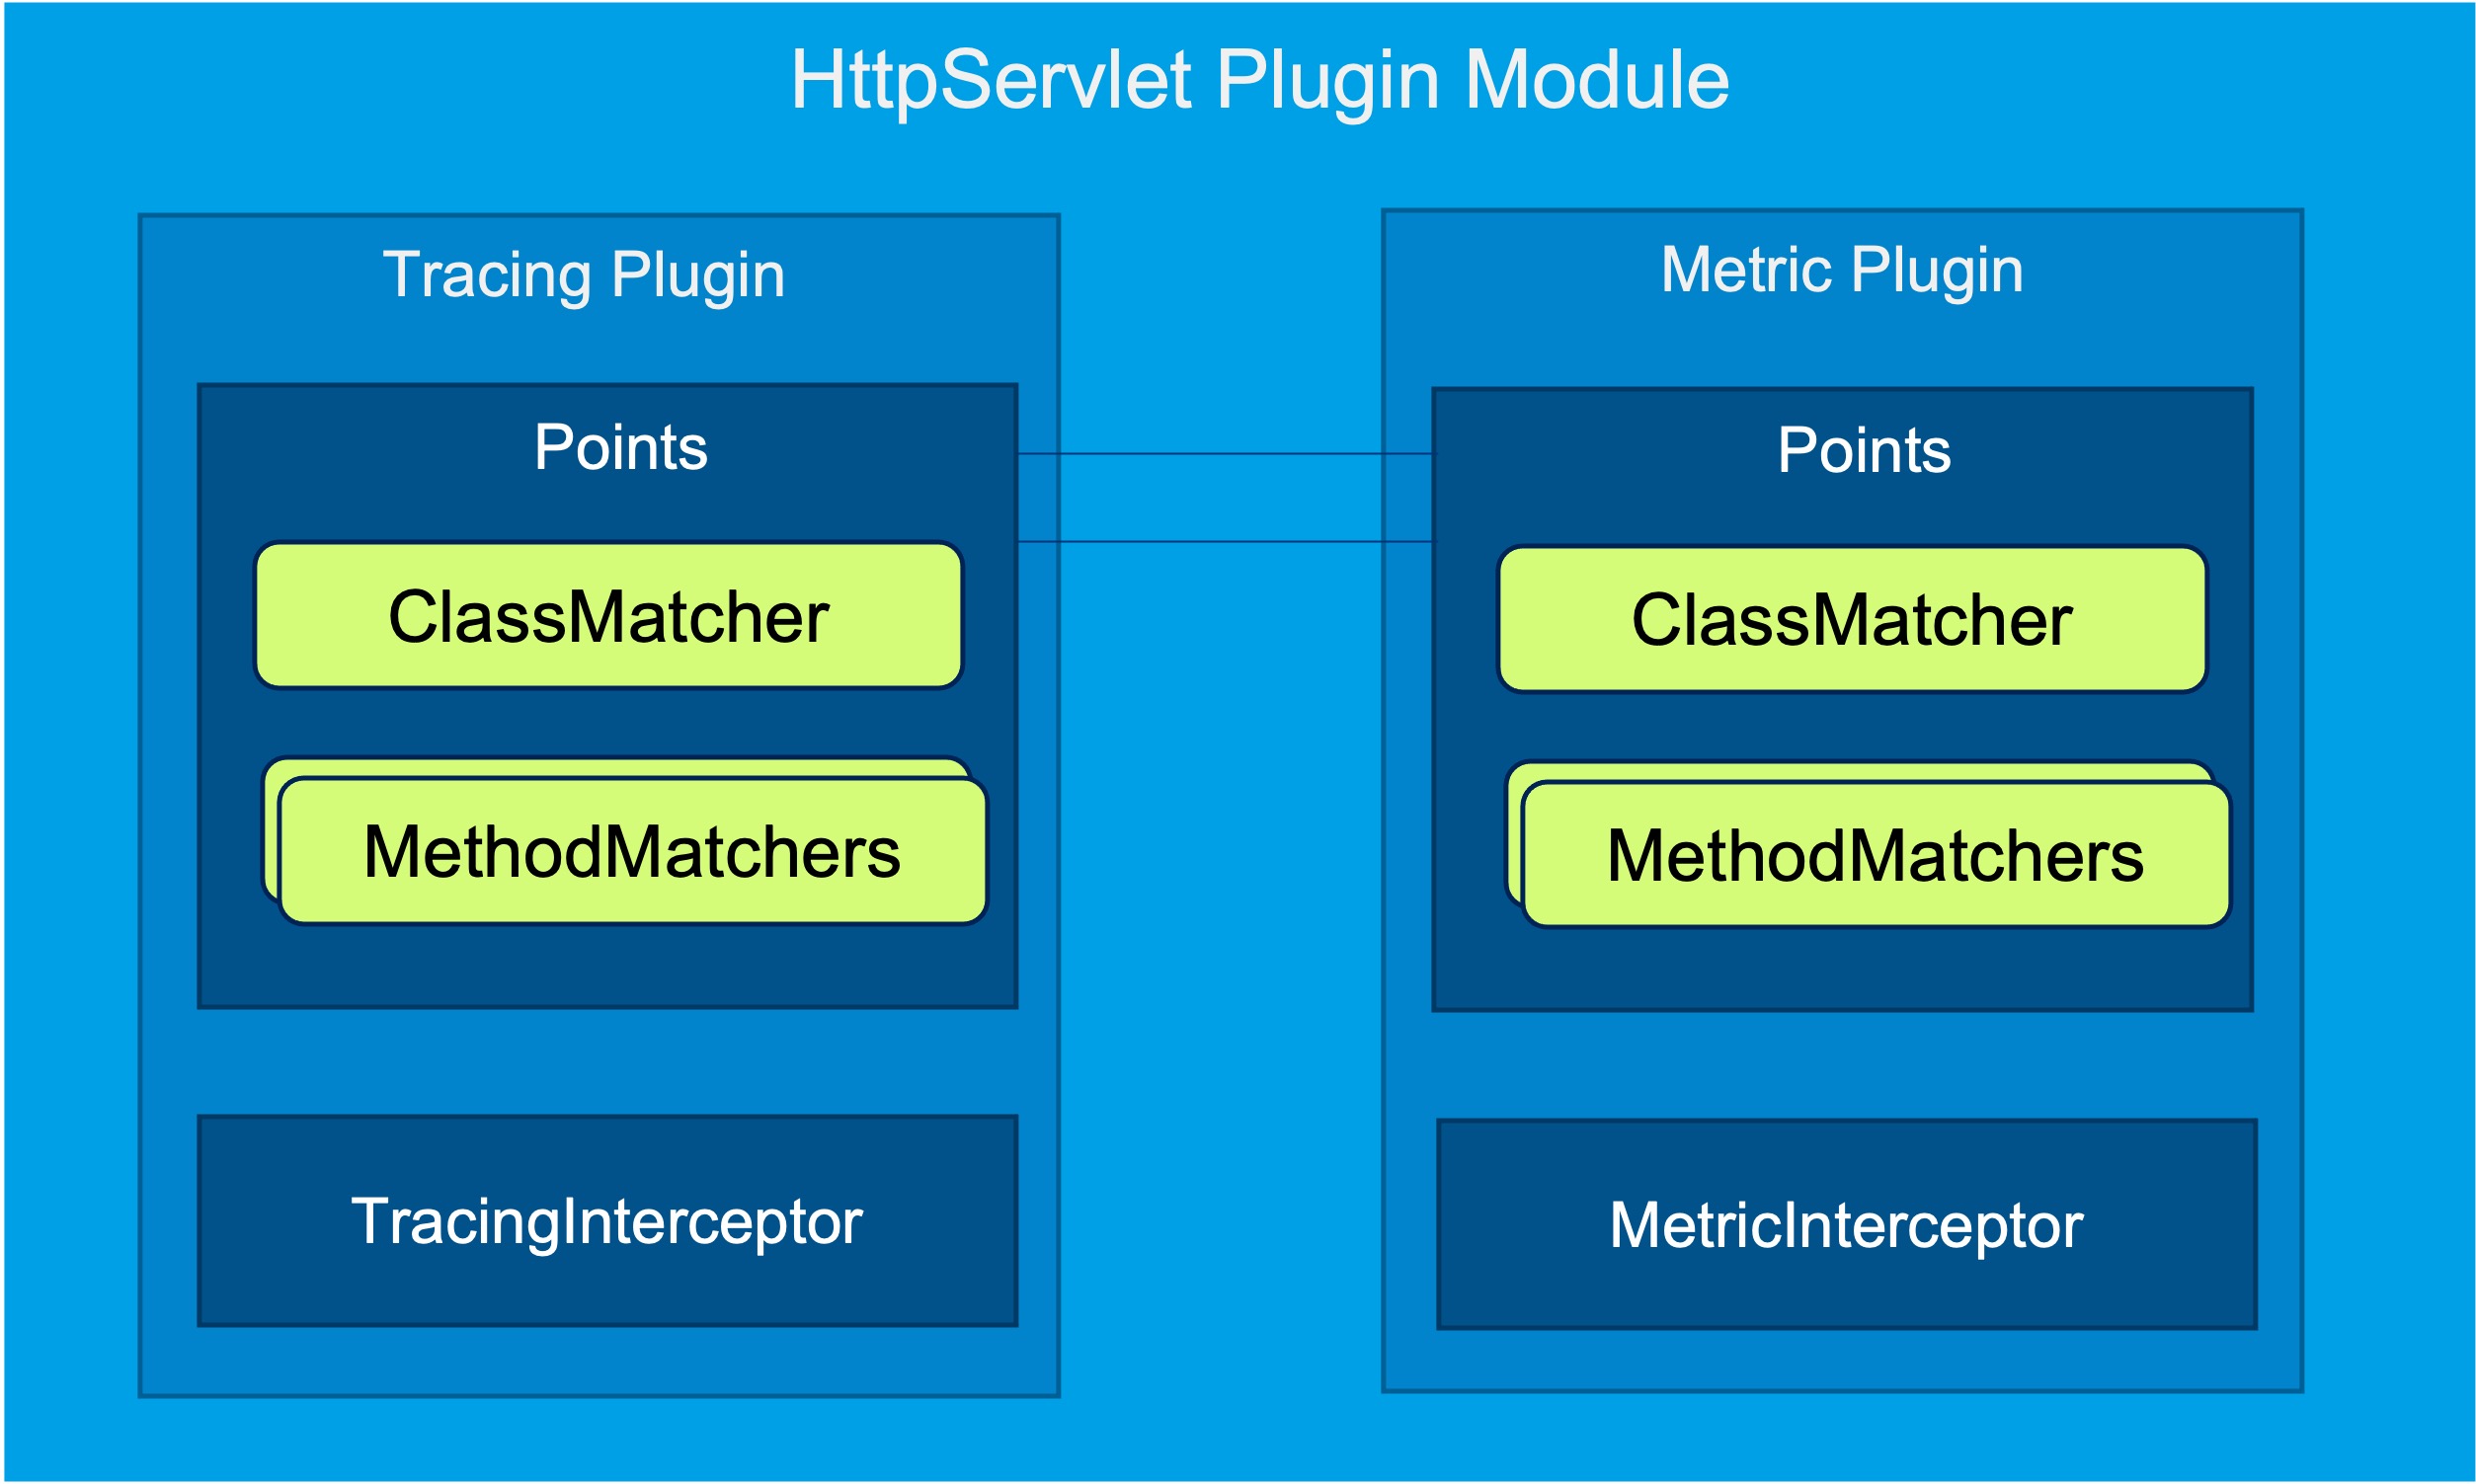 HttpServlet Plugin Module
Tracing Plugin
Points
ClassMatcher
MethodMatchers
TracingInterceptor
Metric Plugin
Points
ClassMatcher
MethodMatchers
MetricInterceptor